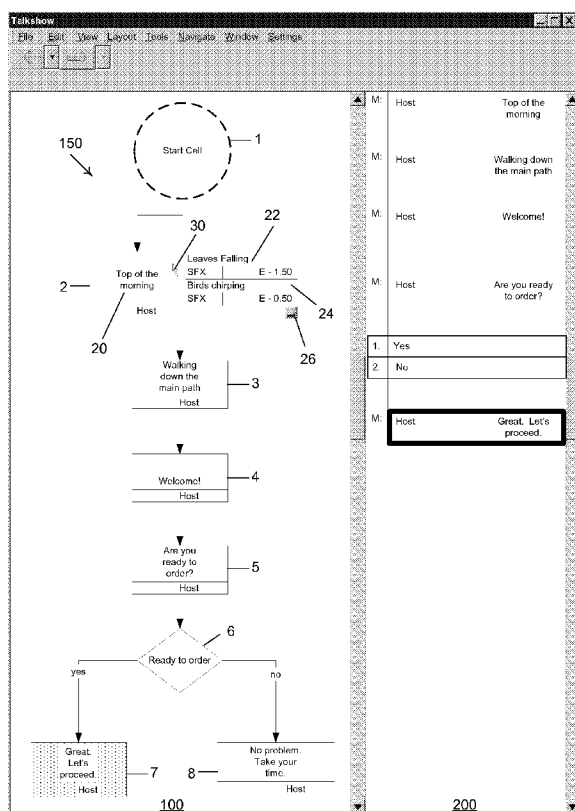 Talkshow
File Edit View Layout Tools Navigate Window Settings
150
Start Cell
1
30
22
Leaves Falling
SFX E - 1.50
Birds chirping
SFX E - 0.50
2
Top of the
morning
Host
24
20
26
Walking
down the
main path
Host
3
Welcome!
Host
4
Are you
ready to
order?
Host
5
6
Ready to order
yes
no
Great.
Let's
proceed.
Host
7
8
No problem.
Take your
time.
Host
100
M: Host Top of the
morning
M: Host Walking down
the main path
M: Host Welcome!
M: Host Are you ready
to order?
1. Yes
2. No
M: Host Great. Let's
proceed.
200